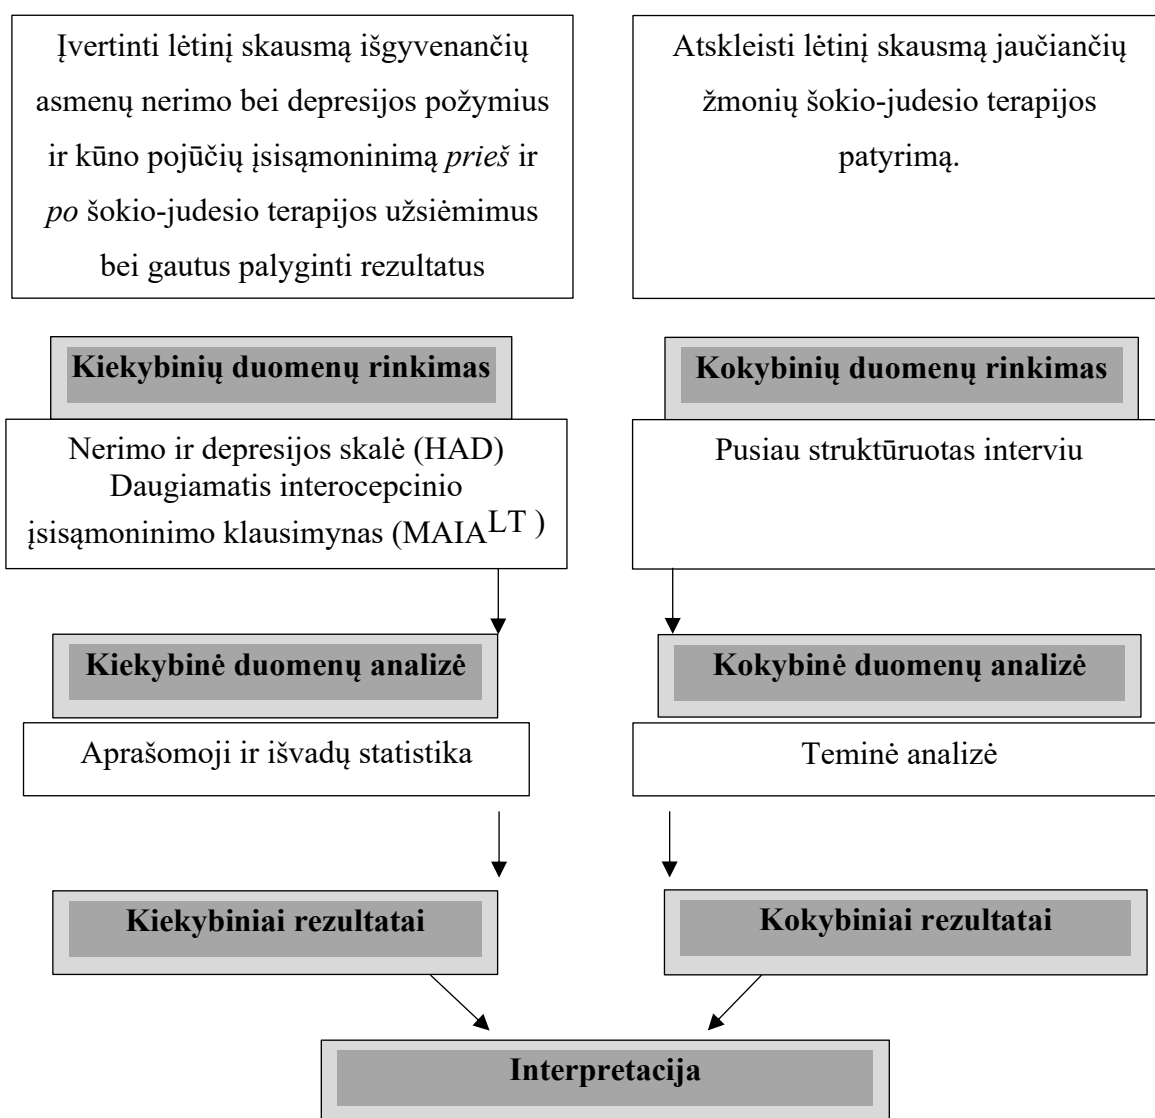 Įvertinti lėtinį skausmą išgyvenančių
asmenų nerimo bei depresijos požymius
ir kūno pojūčių įsisąmoninimą prieš ir
po šokio-judesio terapijos užsiėmimus
bei gautus palyginti rezultatus
Atskleisti lėtinį skausmą jaučiančių
žmonių šokio-judesio terapijos
patyrimą.
Kiekybinių duomenų rinkimas
Kokybinių duomenų rinkimas
Nerimo ir depresijos skalė (HAD)
Daugiamatis interocepcinio
įsisąmoninimo klausimynas (MAIA^LT )
Pusiau struktūruotas interviu
Kiekybinė duomenų analizė
Kokybinė duomenų analizė
Aprašomoji ir išvadų statistika
Teminė analizė
Kiekybiniai rezultatai
Kokybiniai rezultatai
Interpretacija